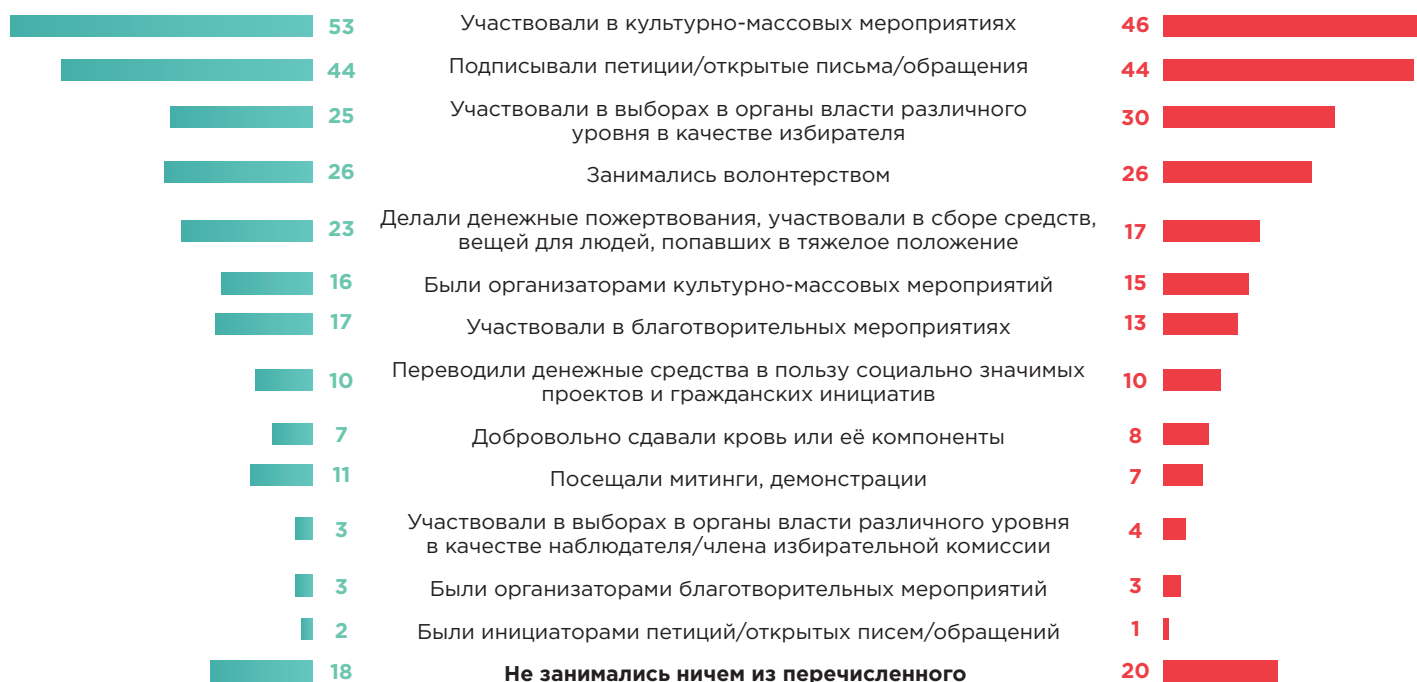 53 Участвовали в культурно-массовых мероприятиях 46
44 Подписывали петиции/открытые письма/обращения 44
25 Участвовали в выборах в органы власти различного 30
уровня в качестве избирателя
26 Занимались волонтерством 26
23 Делали денежные пожертвования, участвовали в сборе средств, 17
вещей для людей, попавших в тяжелое положение
16 Были организаторами культурно-массовых мероприятий 15
17 Участвовали в благотворительных мероприятиях 13
10 Переводили денежные средства в пользу социально значимых 10
проектов и гражданских инициатив
7 Добровольно сдавали кровь или её компоненты 8
11 Посещали митинги, демонстрации 7
3 Участвовали в выборах в органы власти различного уровня 4
в качестве наблюдателя/члена избирательной комиссии
3 Были организаторами благотворительных мероприятий 3
2 Были инициаторами петиций/открытых писем/обращений 1
18 Не занимались ничем из перечисленного 20